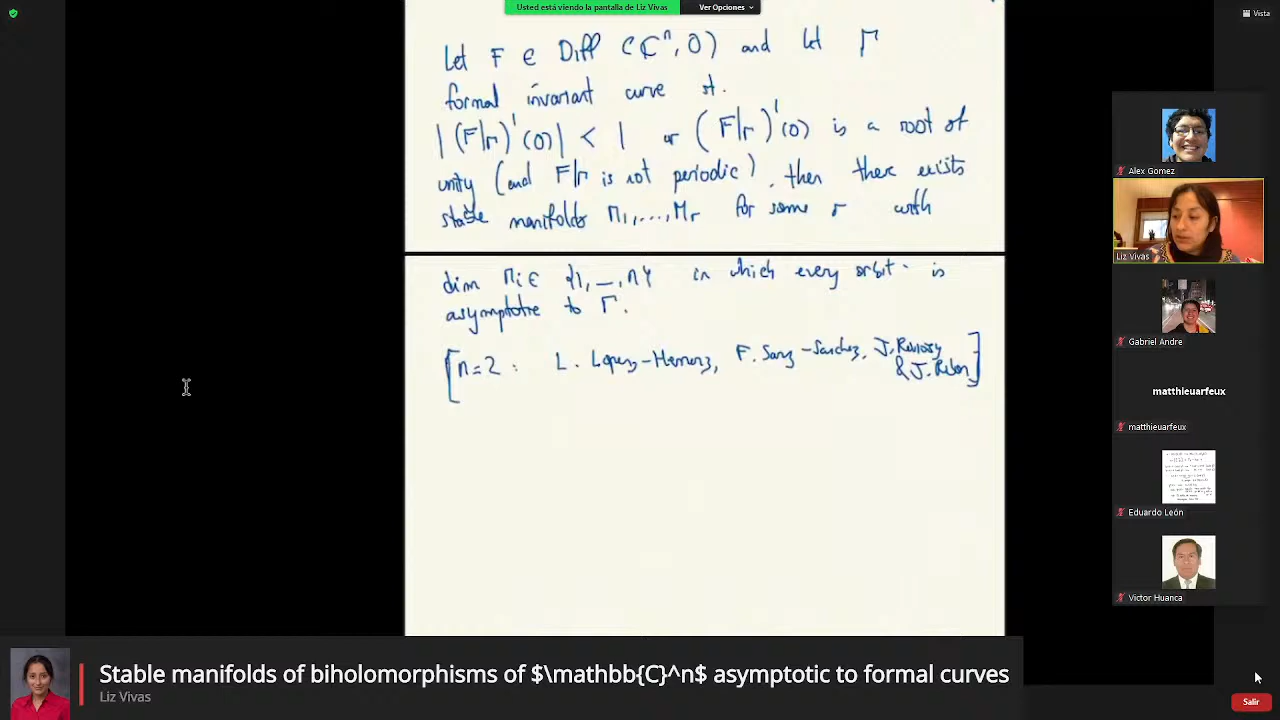 Usted está viendo la pantalla de Liz Vivas
Ver Opciones
Vista
Let F ∈ Diff (ℂⁿ, 0) and let Γ
formal invariant curve st.
|(F|Γ)'(0)| < 1 or (F|Γ)'(0) is a root of
unity (and F|Γ is not periodic), then there exists
stable manifolds M1,...,Mr for some r with
dim Mi ∈ {1, ..., n} in which every orbit is
asymptotic to Γ.
[n=2: L. Lopez-Hernanz, F. Sanz-Sanchez, J. Raissy
& J. Ribon]
Alex Gomez
Liz Vivas
Gabriel Andre
matthieuarfeux
matthieuarfeux
Eduardo León
Victor Huanca
Stable manifolds of biholomorphisms of $\mathbb{C}^n$ asymptotic to formal curves
Liz Vivas
Salir